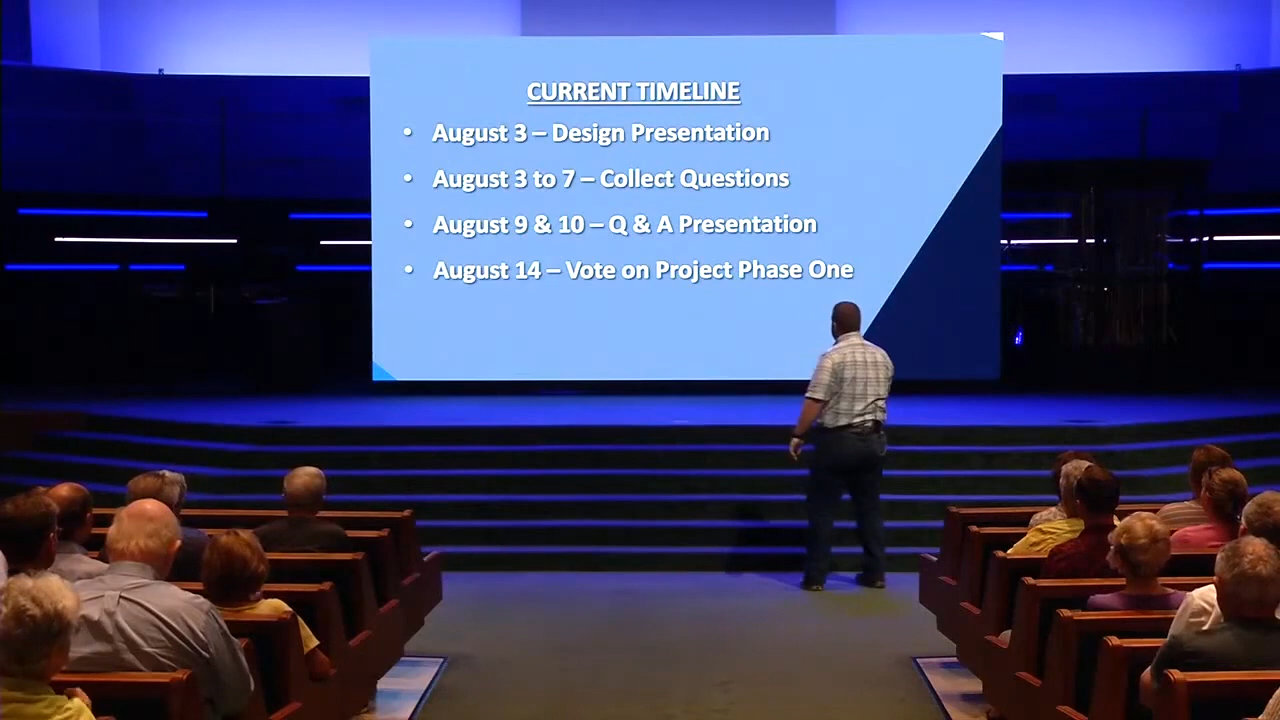 CURRENT TIMELINE
• August 3 – Design Presentation
• August 3 to 7 – Collect Questions
• August 9 & 10 – Q & A Presentation
• August 14 – Vote on Project Phase One